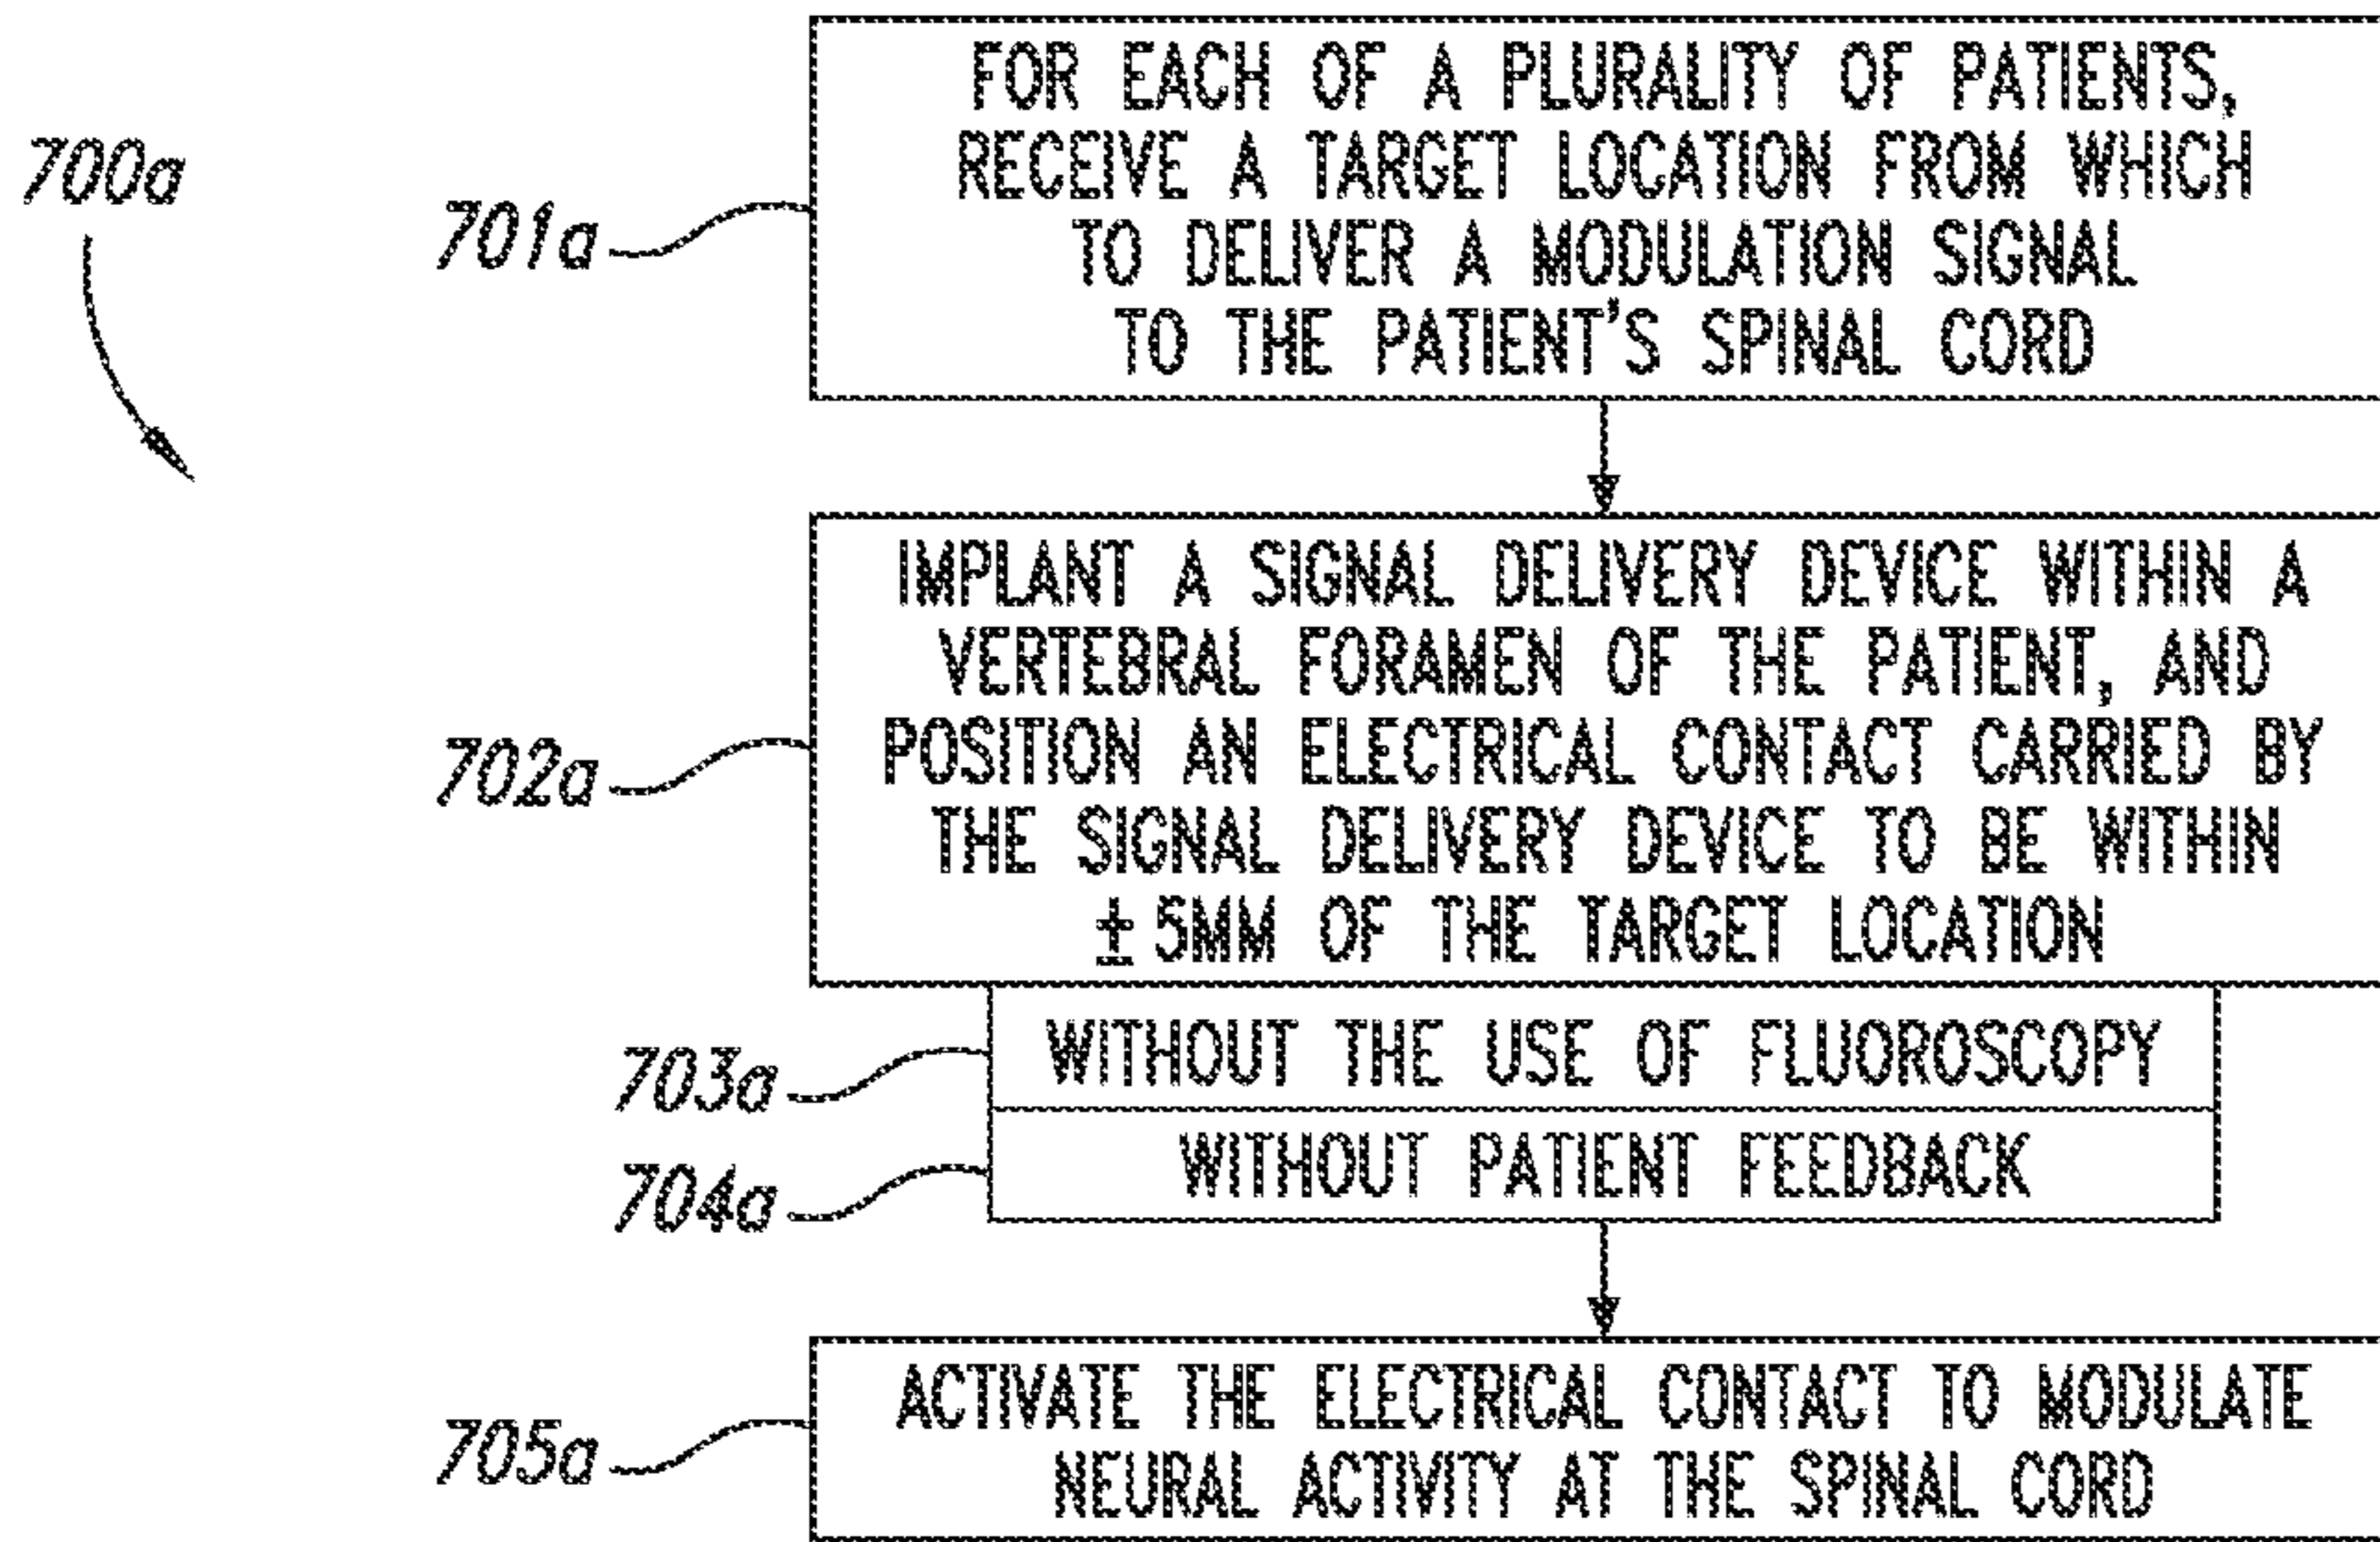 700a
701a
FOR EACH OF A PLURALITY OF PATIENTS,
RECEIVE A TARGET LOCATION FROM WHICH
TO DELIVER A MODULATION SIGNAL
TO THE PATIENT'S SPINAL CORD
702a
IMPLANT A SIGNAL DELIVERY DEVICE WITHIN A
VERTEBRAL FORAMEN OF THE PATIENT, AND
POSITION AN ELECTRICAL CONTACT CARRIED BY
THE SIGNAL DELIVERY DEVICE TO BE WITHIN
± 5MM OF THE TARGET LOCATION
703a
WITHOUT THE USE OF FLUOROSCOPY
704a
WITHOUT PATIENT FEEDBACK
705a
ACTIVATE THE ELECTRICAL CONTACT TO MODULATE
NEURAL ACTIVITY AT THE SPINAL CORD